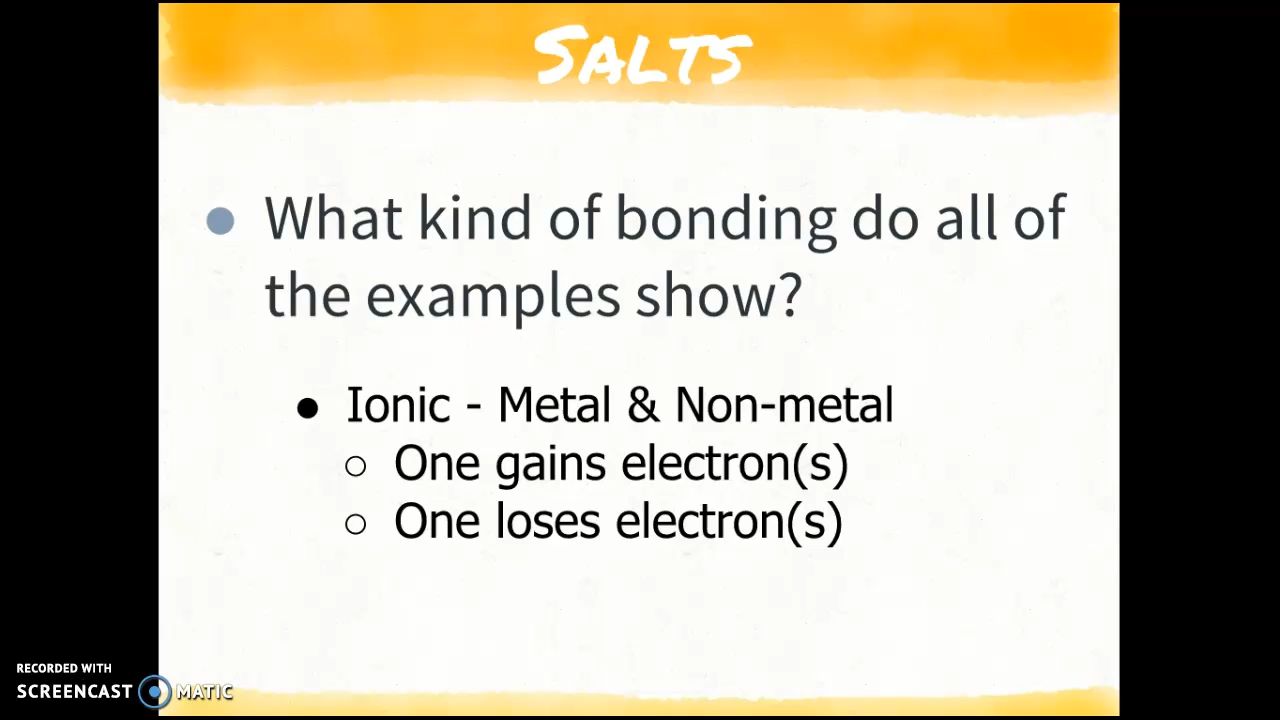 SALTS
● What kind of bonding do all of
the examples show?
● Ionic - Metal & Non-metal
○ One gains electron(s)
○ One loses electron(s)
RECORDED WITH
SCREENCAST MATIC